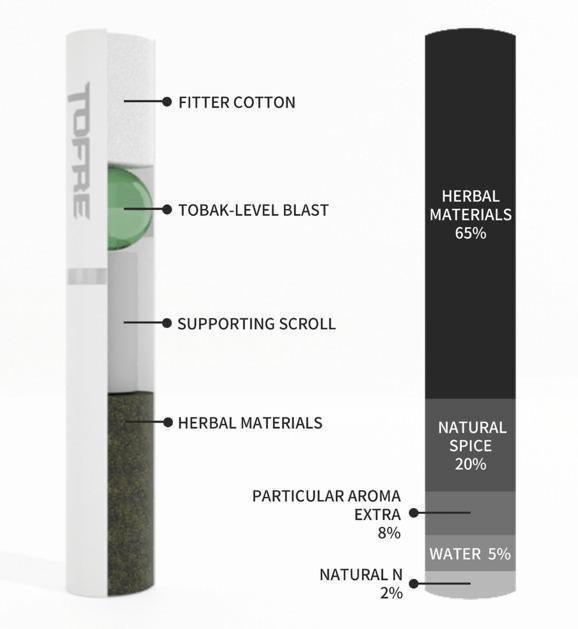 TOFRE
FITTER COTTON
TOBAK-LEVEL BLAST
SUPPORTING SCROLL
HERBAL MATERIALS
HERBAL
MATERIALS
65%
NATURAL
SPICE
20%
PARTICULAR AROMA
EXTRA
8%
WATER 5%
NATURAL N
2%